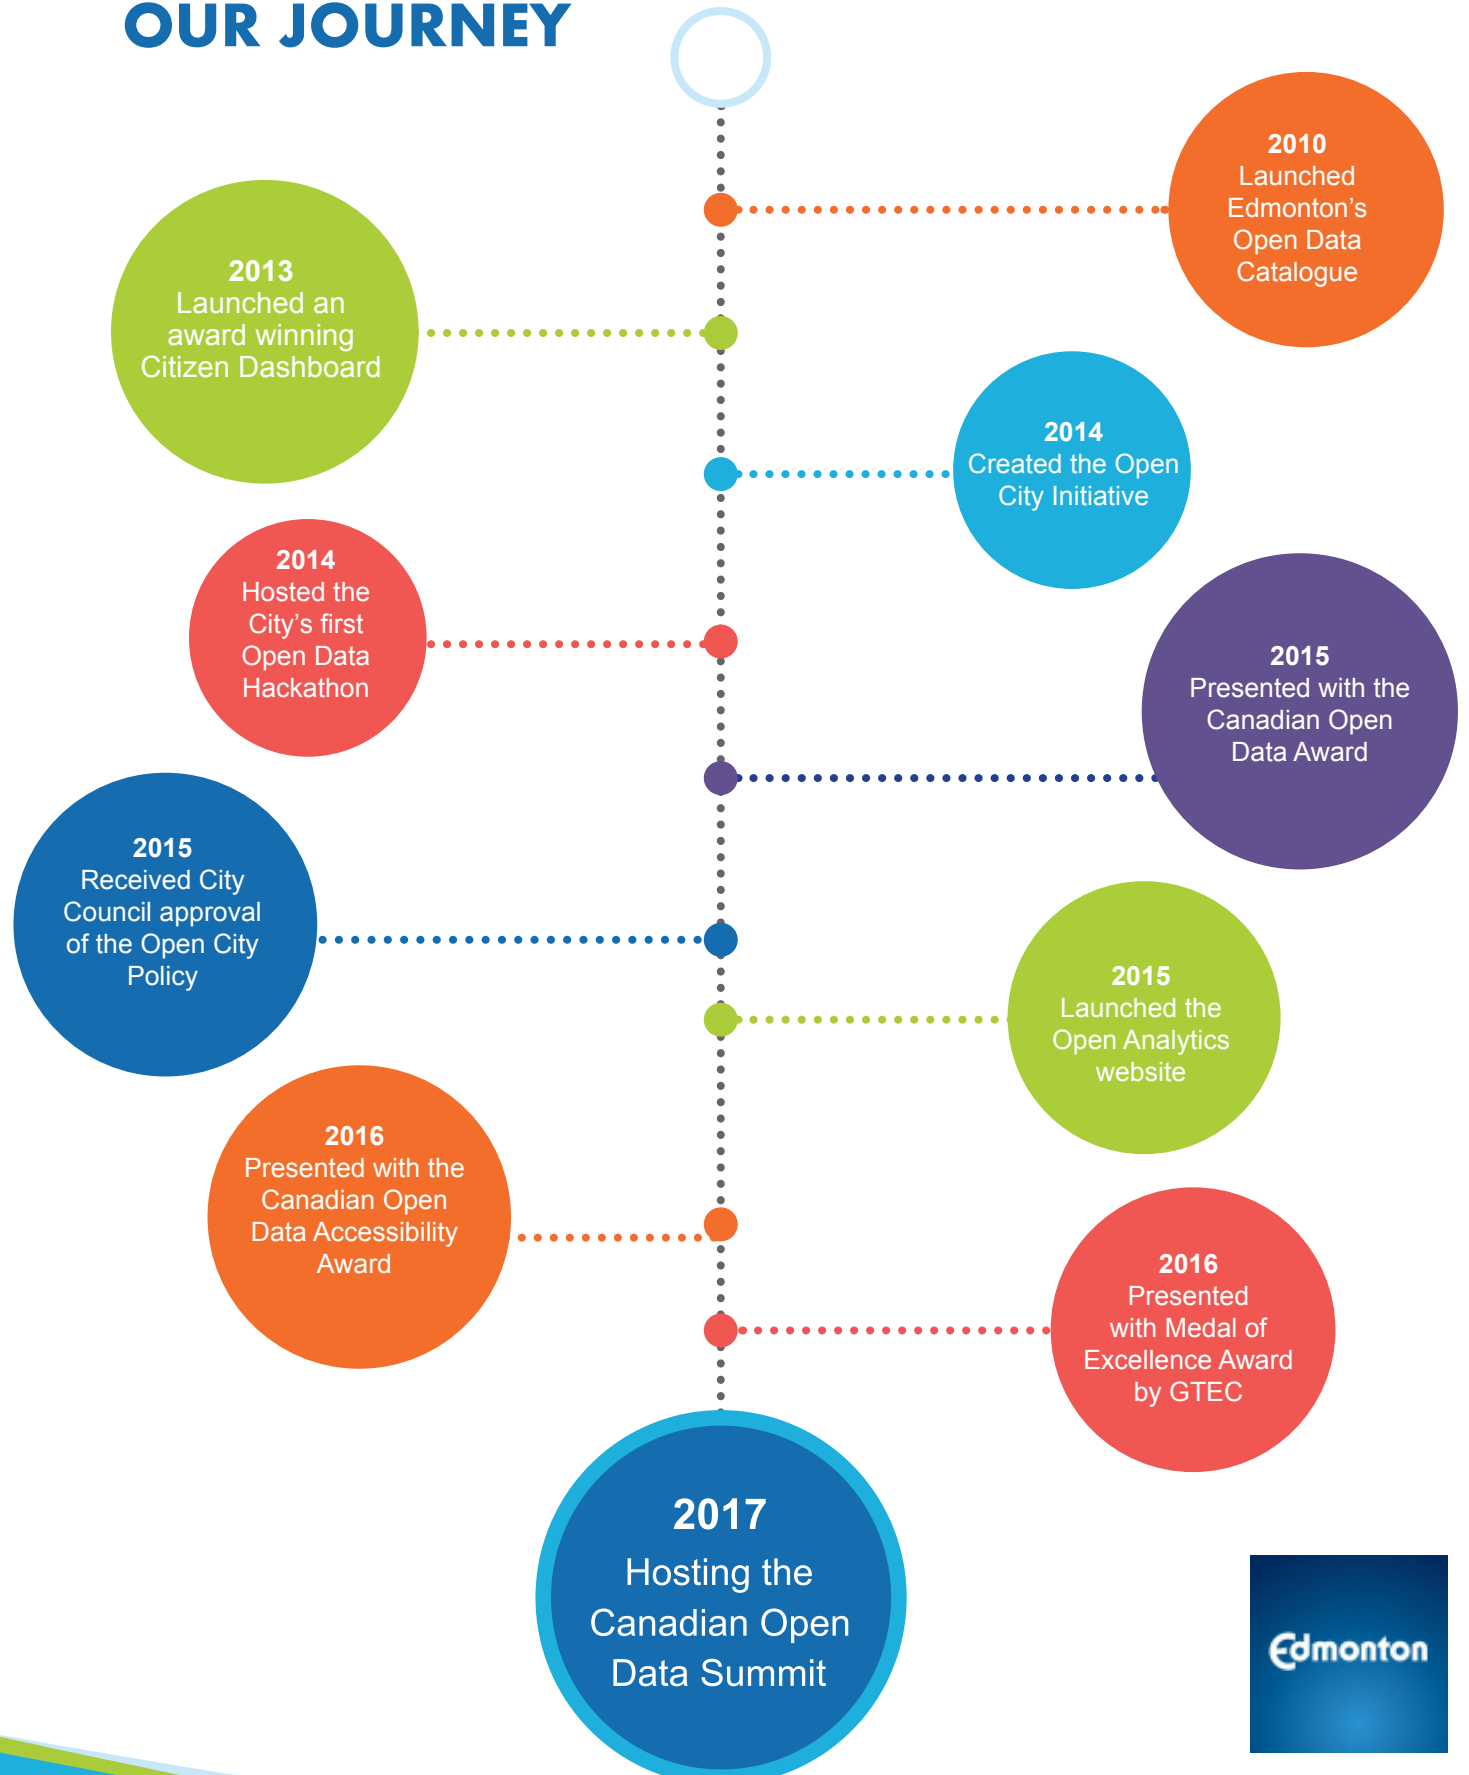 OUR JOURNEY
2010
Launched
Edmonton’s
Open Data
Catalogue
2013
Launched an
award winning
Citizen Dashboard
2014
Created the Open
City Initiative
2014
Hosted the
City’s first
Open Data
Hackathon
2015
Presented with the
Canadian Open
Data Award
2015
Received City
Council approval
of the Open City
Policy
2015
Launched the
Open Analytics
website
2016
Presented with the
Canadian Open
Data Accessibility
Award
2016
Presented
with Medal of
Excellence Award
by GTEC
2017
Hosting the
Canadian Open
Data Summit
Edmonton